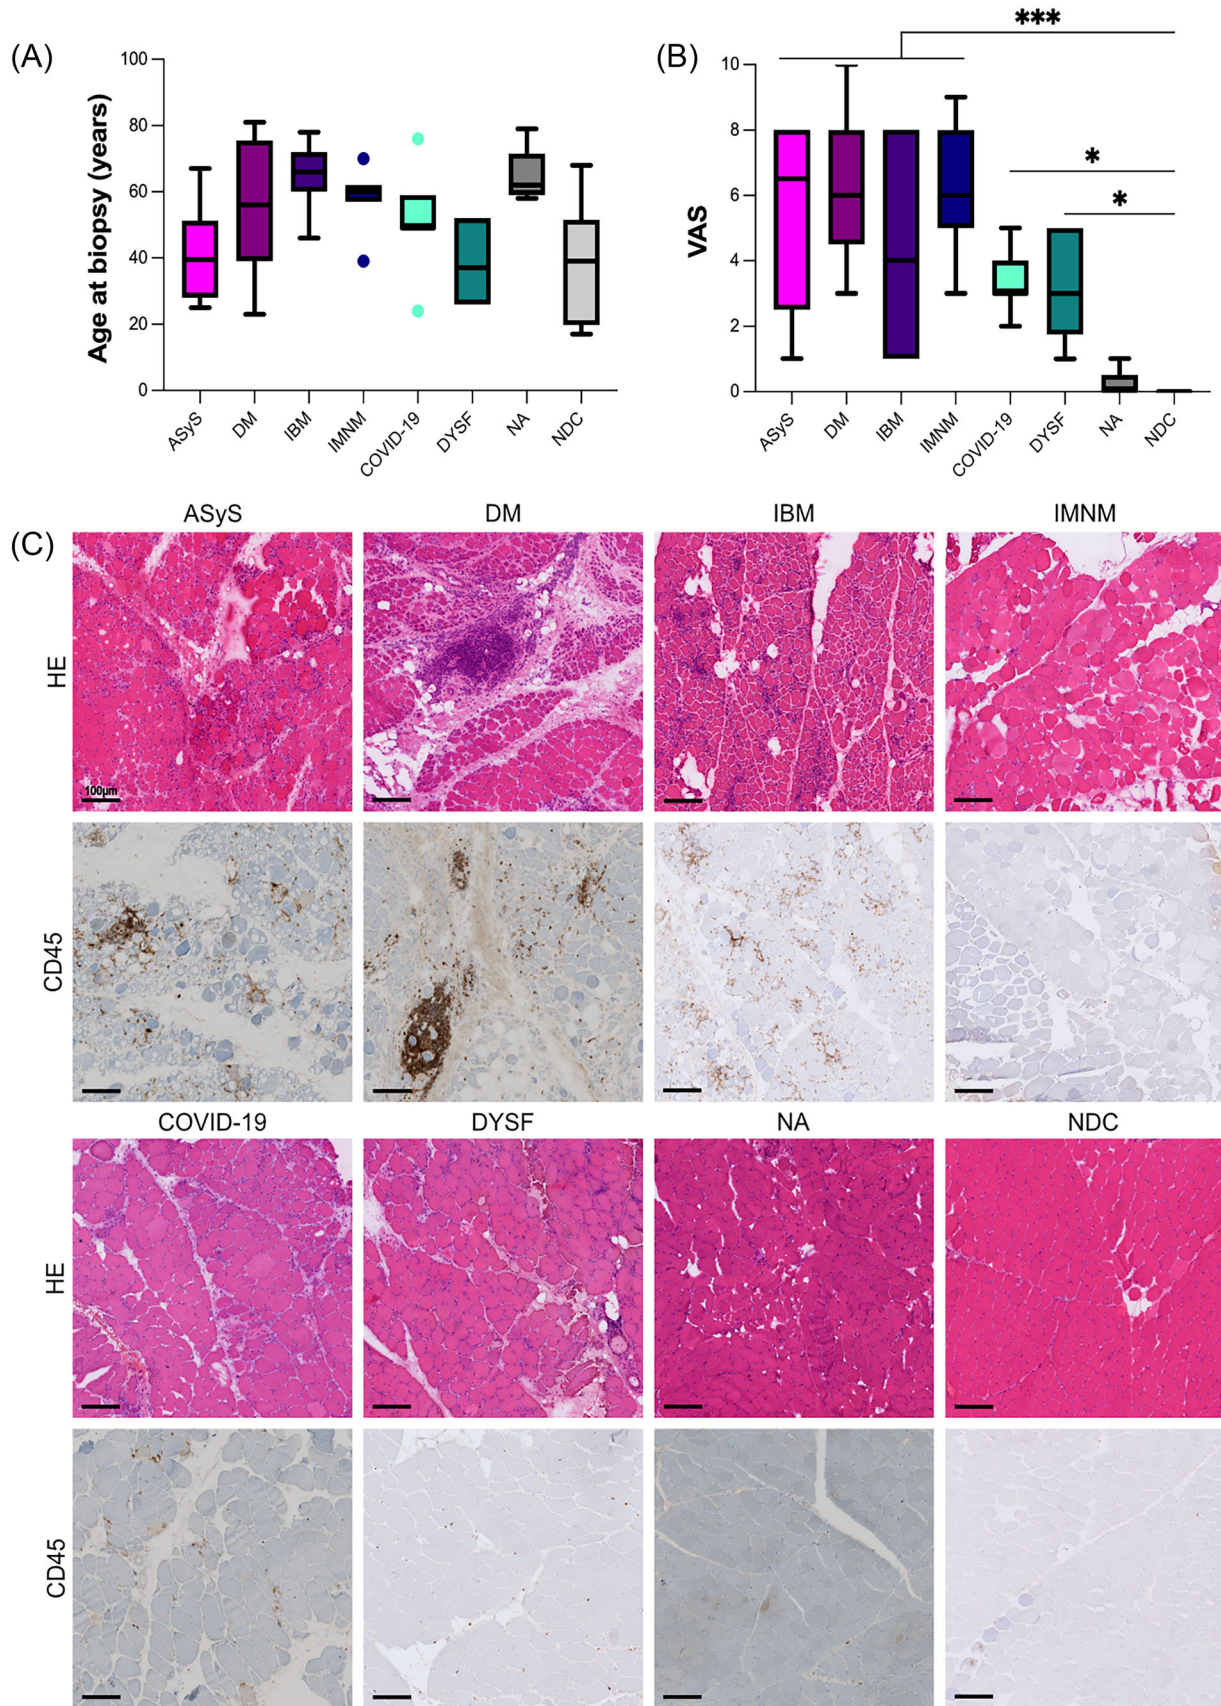 (A)
Age at biopsy (years)
100
80
60
40
20
0
ASyS
DM
IBM
IMNM
COVID-19
DYSF
NA
NDC
(B)
VAS
***
*
*
10
8
6
4
2
0
ASyS
DM
IBM
IMNM
COVID-19
DYSF
NA
NDC
(C)
ASyS DM IBM IMNM
HE
100µm
CD45
COVID-19 DYSF NA NDC
HE
CD45